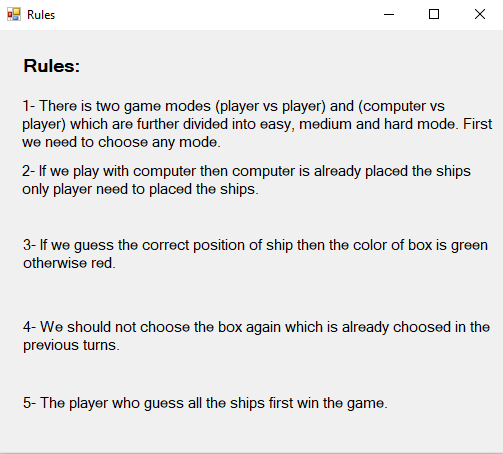 Rules
Rules:
1- There is two game modes (player vs player) and (computer vs
player) which are further divided into easy, medium and hard mode. First
we need to choose any mode.
2- If we play with computer then computer is already placed the ships
only player need to placed the ships.
3- If we guess the correct position of ship then the color of box is green
otherwise red.
4- We should not choose the box again which is already choosed in the
previous turns.
5- The player who guess all the ships first win the game.